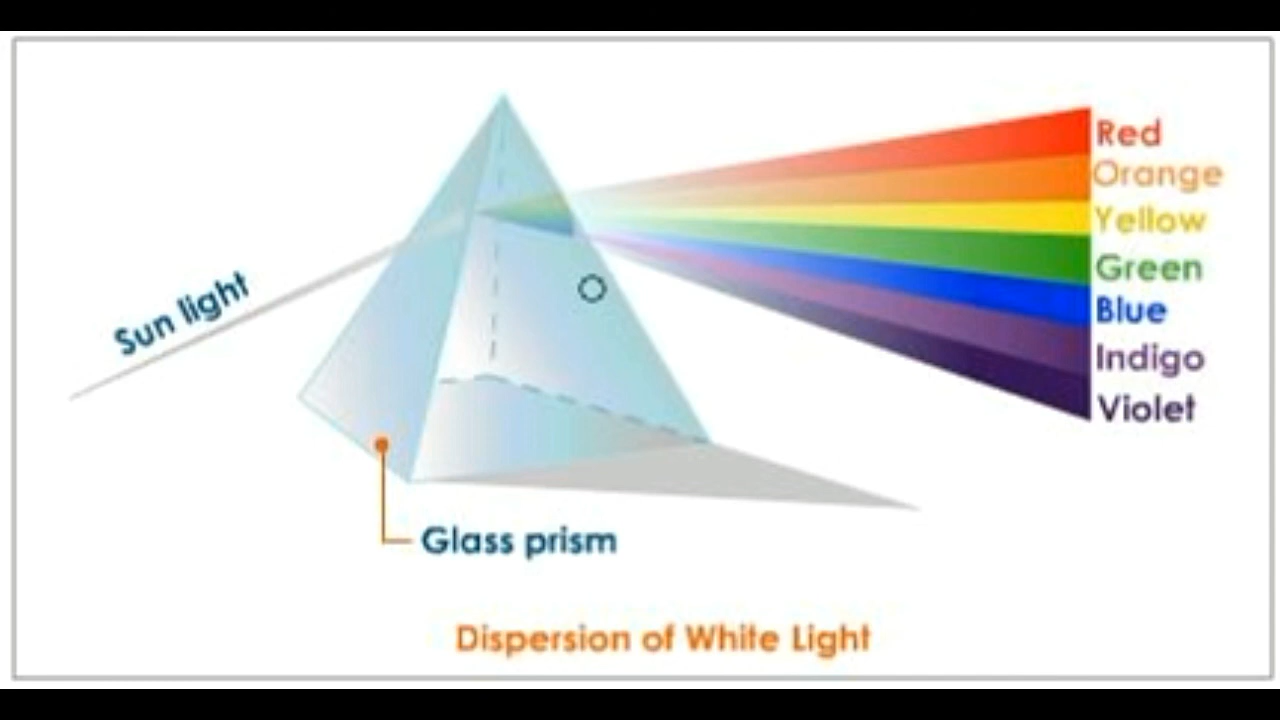 Sun light
Red
Orange
Yellow
Green
Blue
Indigo
Violet
Glass prism
Dispersion of White Light